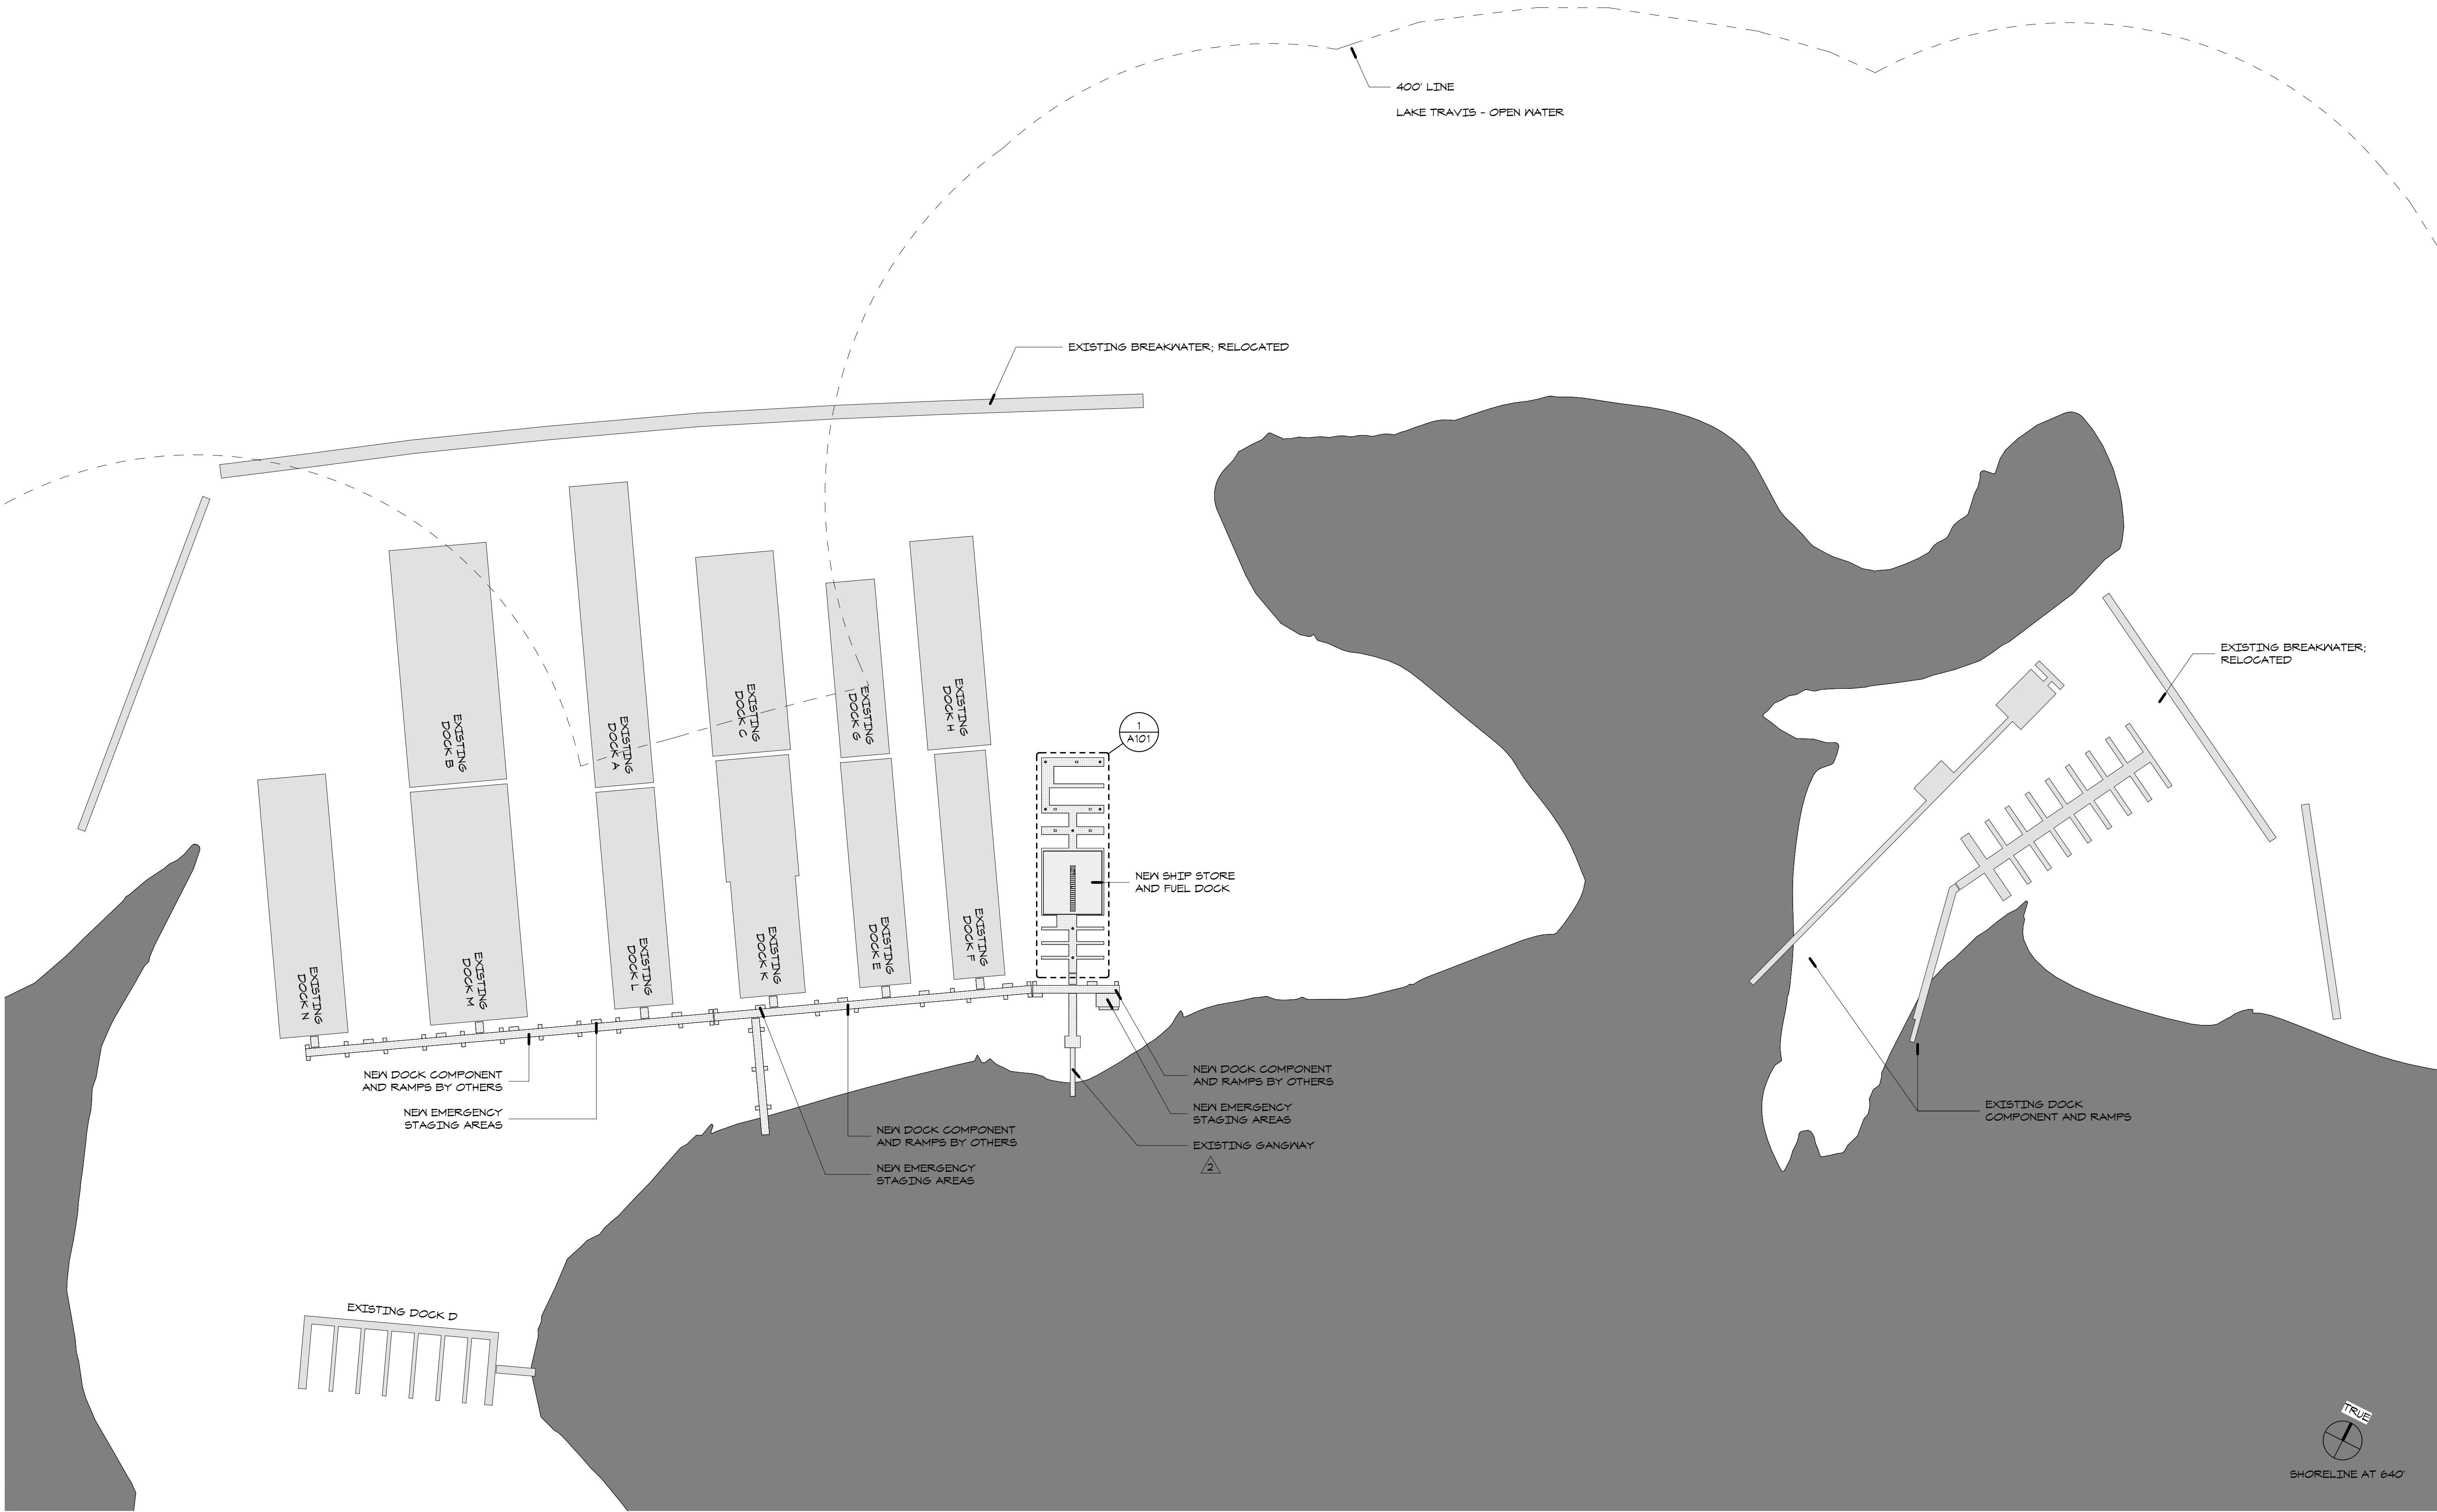 400' LINE
LAKE TRAVIS - OPEN WATER
EXISTING BREAKWATER; RELOCATED
EXISTING BREAKWATER;
RELOCATED
EXISTING
DOCK B
EXISTING
DOCK A
EXISTING
DOCK C
EXISTING
DOCK G
EXISTING
DOCK H
1
A101
NEW SHIP STORE
AND FUEL DOCK
EXISTING
DOCK N
EXISTING
DOCK M
EXISTING
DOCK L
EXISTING
DOCK K
EXISTING
DOCK E
EXISTING
DOCK F
NEW DOCK COMPONENT
AND RAMPS BY OTHERS
NEW EMERGENCY
STAGING AREAS
NEW DOCK COMPONENT
AND RAMPS BY OTHERS
NEW EMERGENCY
STAGING AREAS
NEW DOCK COMPONENT
AND RAMPS BY OTHERS
NEW EMERGENCY
STAGING AREAS
EXISTING GANGWAY
2
EXISTING DOCK
COMPONENT AND RAMPS
EXISTING DOCK D
TRUE
SHORELINE AT 640'